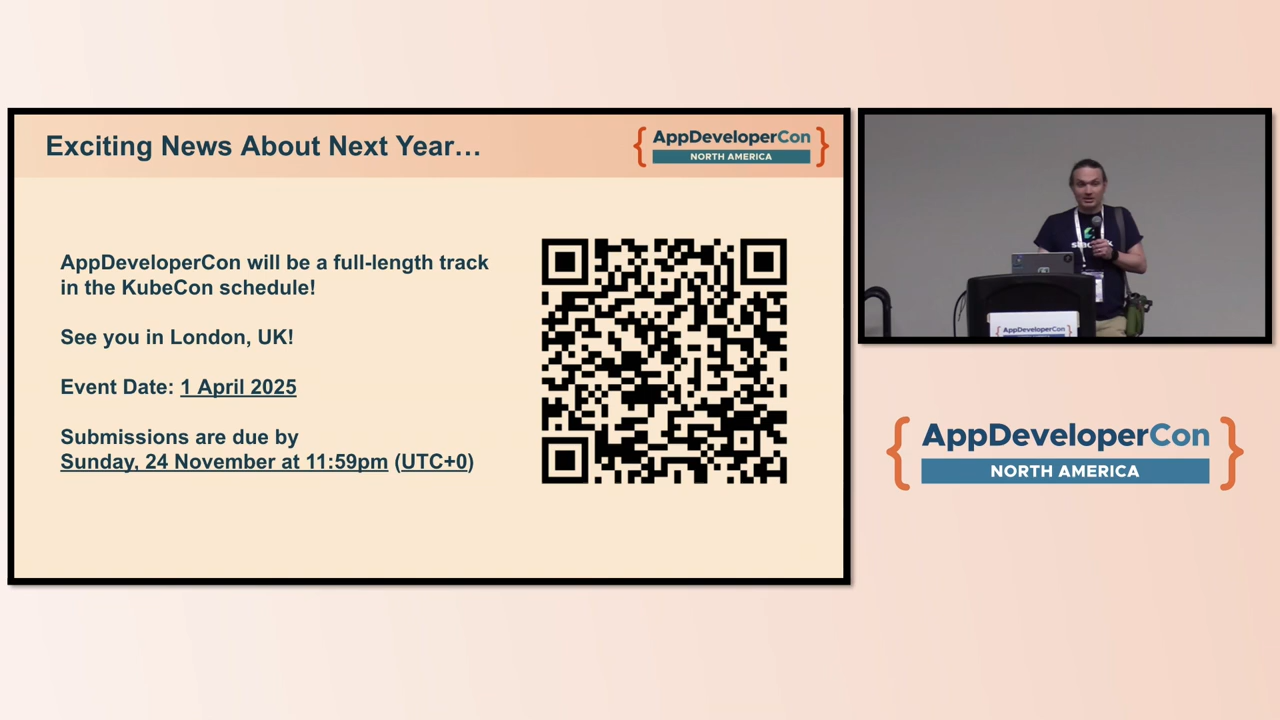 Exciting News About Next Year…
{ AppDeveloperCon }
NORTH AMERICA
AppDeveloperCon will be a full-length track
in the KubeCon schedule!
See you in London, UK!
Event Date: 1 April 2025
Submissions are due by
Sunday, 24 November at 11:59pm (UTC+0)
AppDeveloperCon
{ AppDeveloperCon }
NORTH AMERICA